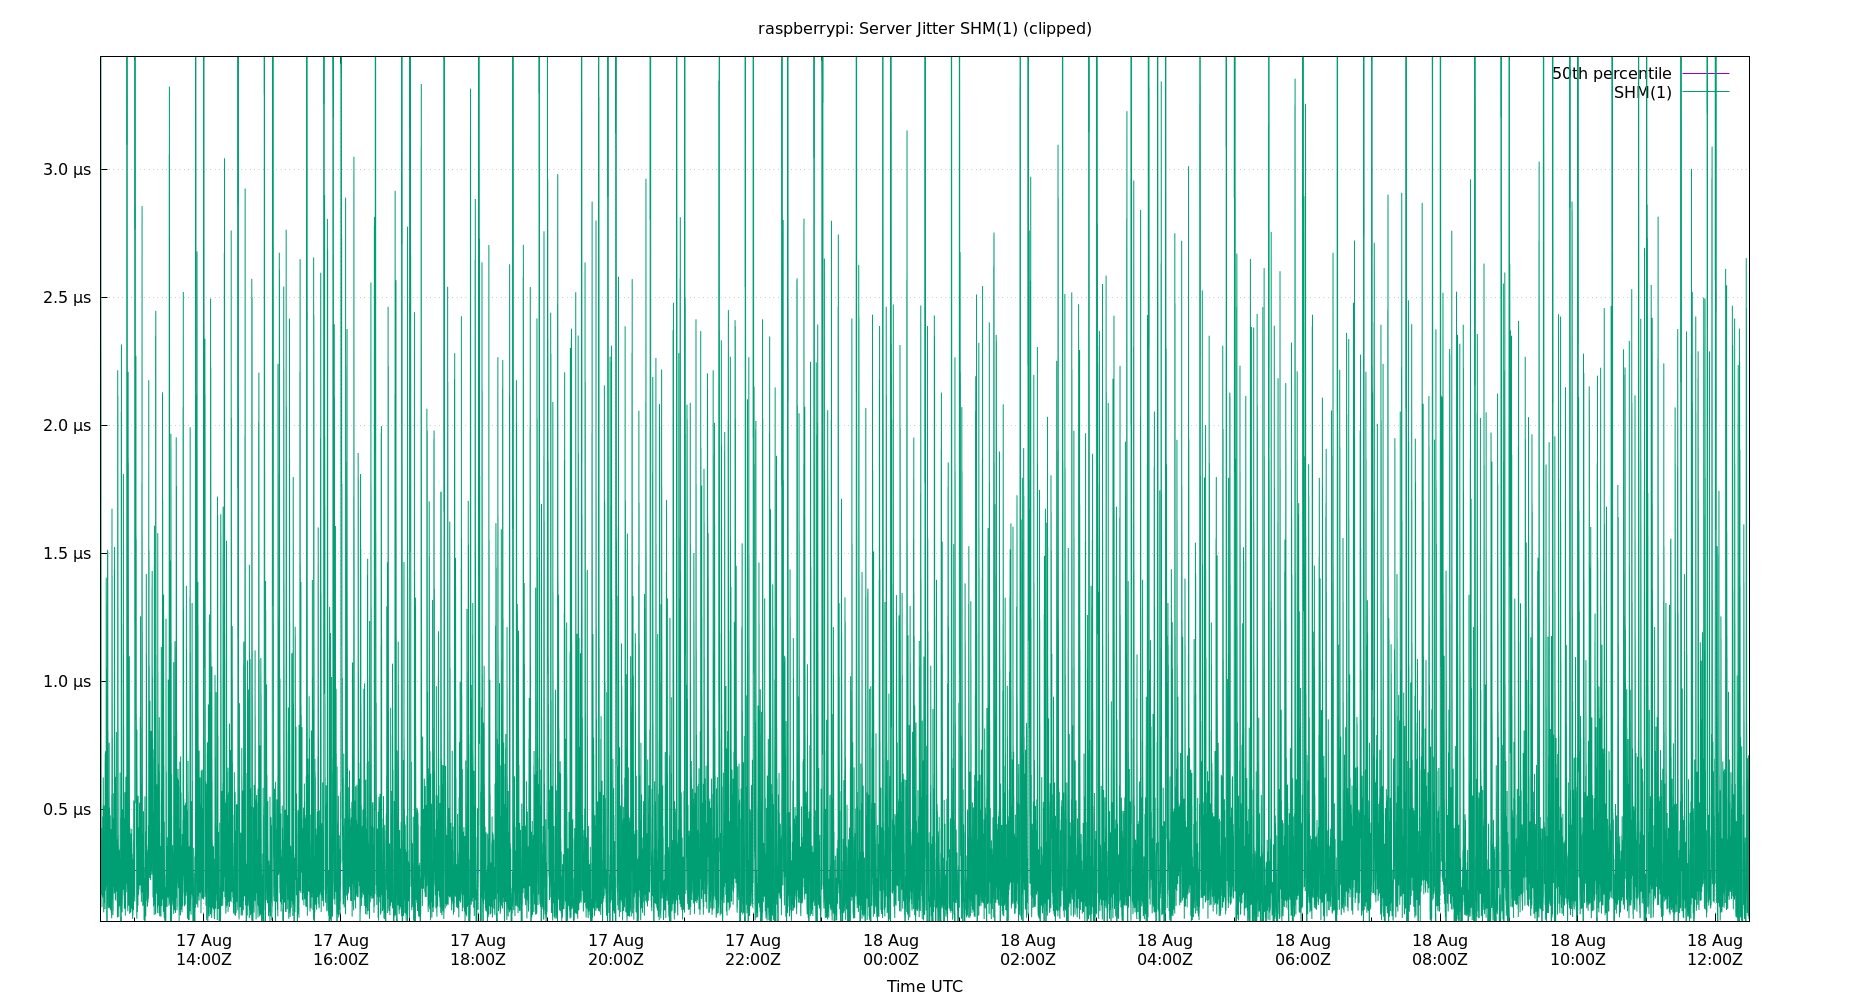 raspberrypi: Server Jitter SHM(1) (clipped)
50th percentile
SHM(1)
3.0 µs
2.5 µs
2.0 µs
1.5 µs
1.0 µs
0.5 µs
17 Aug 17 Aug 17 Aug 17 Aug 17 Aug 18 Aug 18 Aug 18 Aug 18 Aug 18 Aug 18 Aug 18 Aug
14:00Z 16:00Z 18:00Z 20:00Z 22:00Z 00:00Z 02:00Z 04:00Z 06:00Z 08:00Z 10:00Z 12:00Z
Time UTC